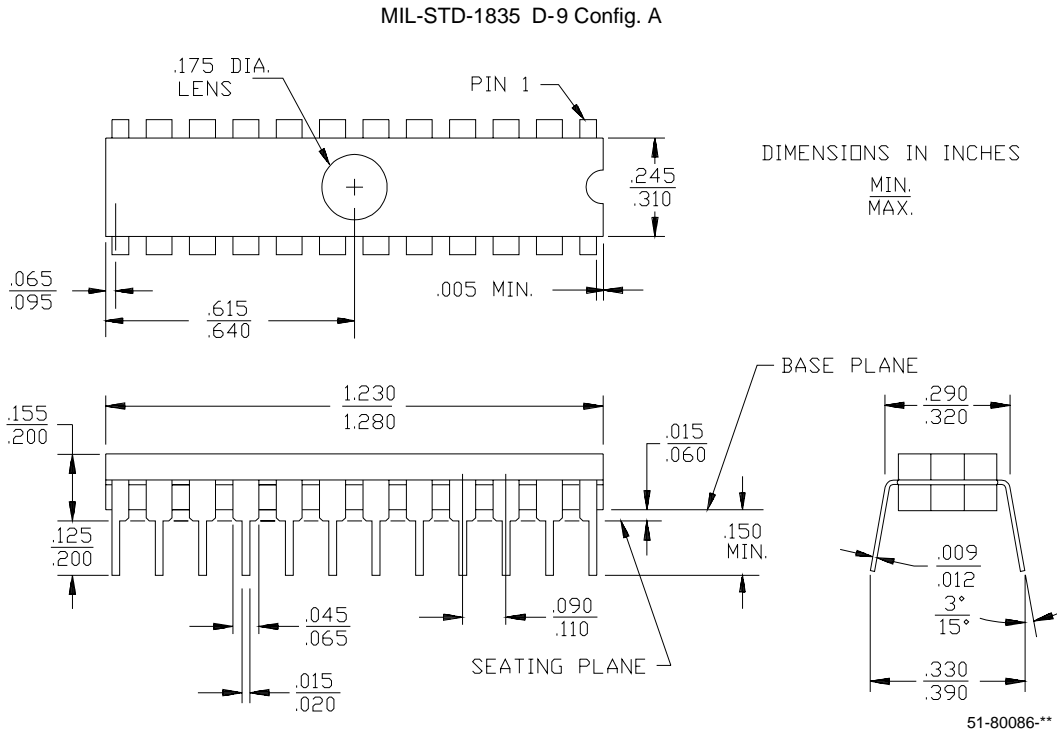 MIL-STD-1835 D-9 Config. A
.175 DIA.
LENS
PIN 1
DIMENSIONS IN INCHES
MIN.
MAX.
.245
.310
.065
.095
.005 MIN.
.615
.640
BASE PLANE
1.230
1.280
.290
.320
.155
.200
.015
.060
.125
.200
.150
MIN.
.009
.012
3°
15°
.045
.065
.090
.110
SEATING PLANE
.015
.020
.330
.390
51-80086-**